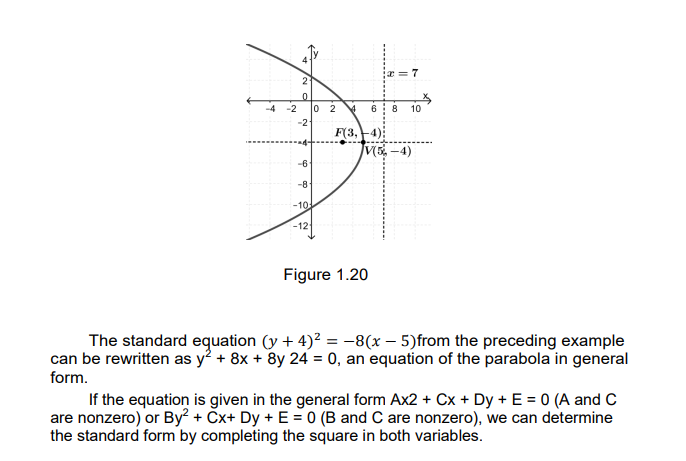 y
4
x = 7
2
0
x
-4 -2 0 2 4 6 8 10
-2
F(3, -4)
-4
V(5, -4)
-6
-8
-10
-12
Figure 1.20
The standard equation (y + 4)² = −8(x − 5)from the preceding example
can be rewritten as y² + 8x + 8y 24 = 0, an equation of the parabola in general
form.
If the equation is given in the general form Ax2 + Cx + Dy + E = 0 (A and C
are nonzero) or By² + Cx+ Dy + E = 0 (B and C are nonzero), we can determine
the standard form by completing the square in both variables.